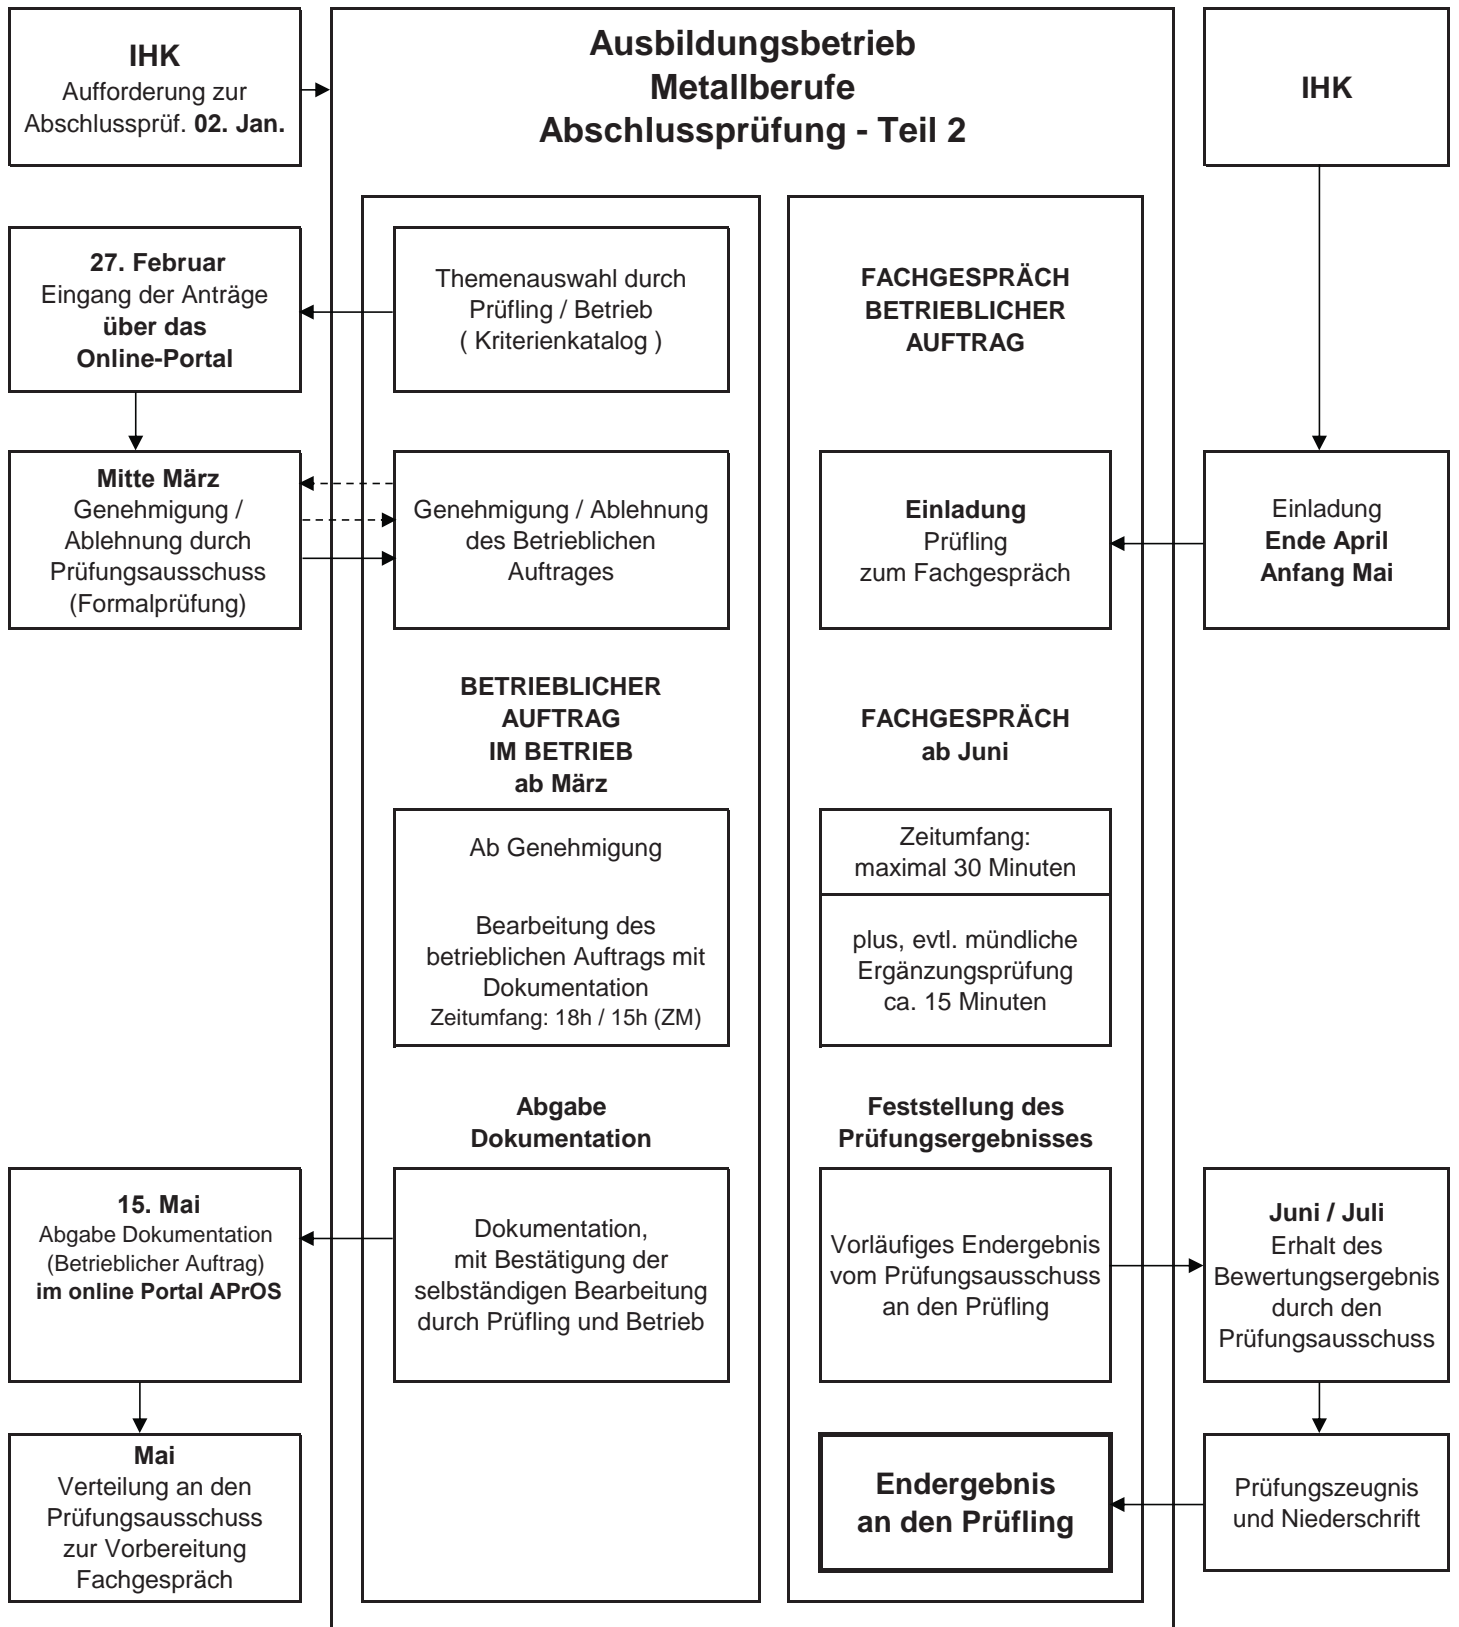 IHK
Aufforderung zur
Abschlussprüf. 02. Jan.
Ausbildungsbetrieb
Metallberufe
Abschlussprüfung - Teil 2
IHK
27. Februar
Eingang der Anträge
über das
Online-Portal
Themenauswahl durch
Prüfling / Betrieb
( Kriterienkatalog )
FACHGESPRÄCH
BETRIEBLICHER
AUFTRAG
Mitte März
Genehmigung /
Ablehnung durch
Prüfungsausschuss
(Formalprüfung)
Genehmigung / Ablehnung
des Betrieblichen
Auftrages
Einladung
Prüfling
zum Fachgespräch
Einladung
Ende April
Anfang Mai
BETRIEBLICHER
AUFTRAG
IM BETRIEB
ab März
FACHGESPRÄCH
ab Juni
Ab Genehmigung
Bearbeitung des
betrieblichen Auftrags mit
Dokumentation
Zeitumfang: 18h / 15h (ZM)
Zeitumfang:
maximal 30 Minuten
plus, evtl. mündliche
Ergänzungsprüfung
ca. 15 Minuten
Abgabe
Dokumentation
Feststellung des
Prüfungsergebnisses
15. Mai
Abgabe Dokumentation
(Betrieblicher Auftrag)
im online Portal APrOS
Dokumentation,
mit Bestätigung der
selbständigen Bearbeitung
durch Prüfling und Betrieb
Vorläufiges Endergebnis
vom Prüfungsausschuss
an den Prüfling
Juni / Juli
Erhalt des
Bewertungsergebnis
durch den
Prüfungsausschuss
Mai
Verteilung an den
Prüfungsausschuss
zur Vorbereitung
Fachgespräch
Endergebnis
an den Prüfling
Prüfungszeugnis
und Niederschrift